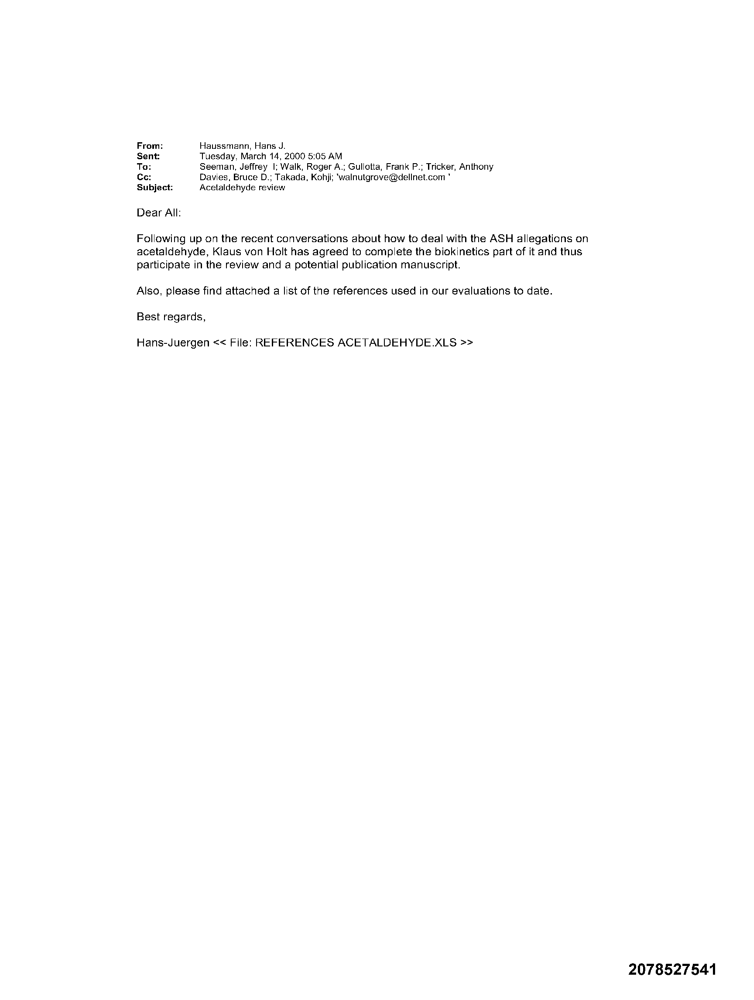 From: Haussmann, Hans J.
Sent: Tuesday, March 14, 2000 5:05 AM
To: Seeman, Jeffrey I; Walk, Roger A.; Gullotta, Frank P.; Tricker, Anthony
Cc: Davies, Bruce D.; Takada, Kohji; 'walnutgrove@dellnet.com '
Subject: Acetaldehyde review
Dear All:
Following up on the recent conversations about how to deal with the ASH allegations on
acetaldehyde, Klaus von Holt has agreed to complete the biokinetics part of it and thus
participate in the review and a potential publication manuscript.
Also, please find attached a list of the references used in our evaluations to date.
Best regards,
Hans-Juergen << File: REFERENCES ACETALDEHYDE.XLS >>
2078527541